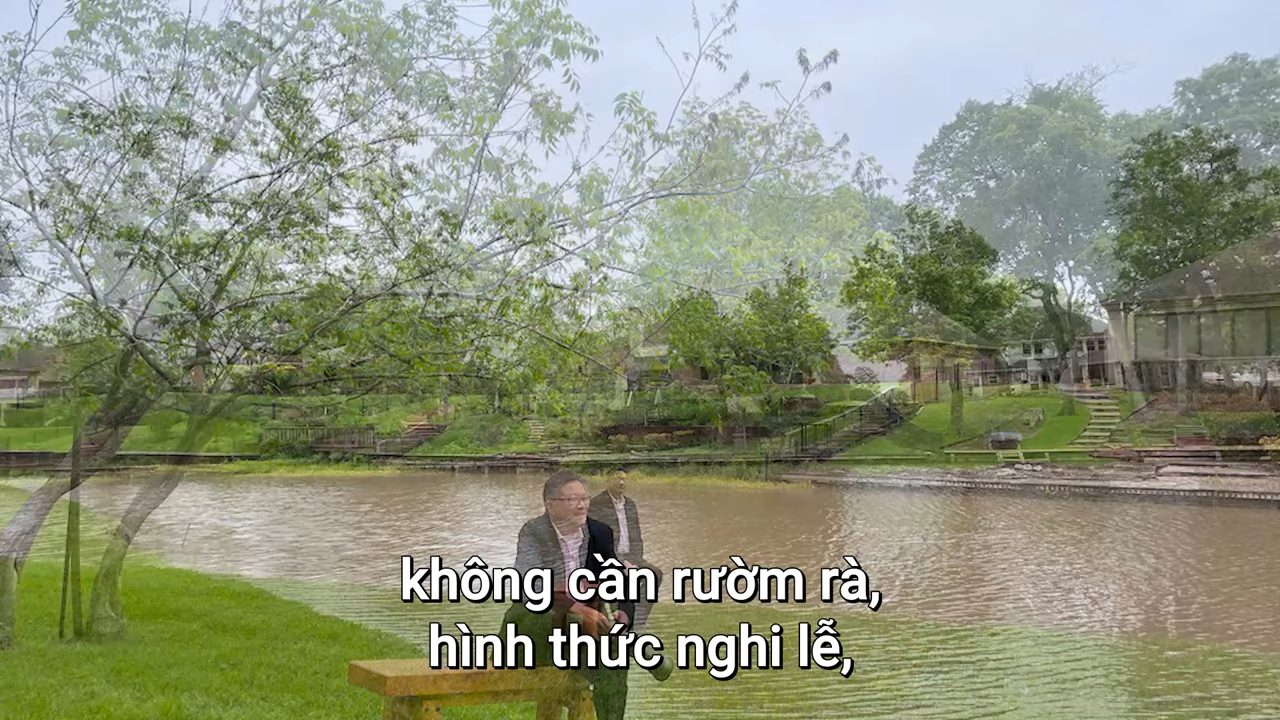 không cần rườm rà,
hình thức nghi lễ,